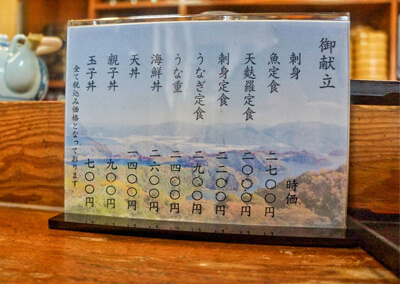 御献立
刺身 時価
魚定食 二七〇〇円
天麩羅定食 二〇〇〇円
刺身定食 二二〇〇円
うなぎ定食 二九〇〇円
うな重 二四〇〇円
海鮮丼 二六〇〇円
天丼 一四〇〇円
親子丼 九〇〇円
玉子丼 七〇〇円
全て税込み価格となっております